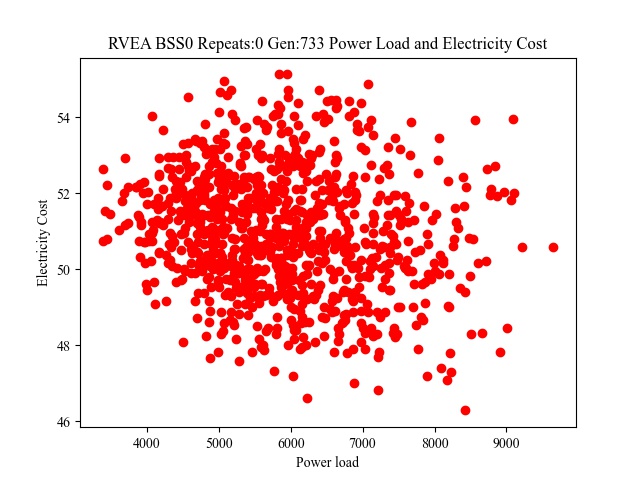 RVEA BSS0 Repeats:0 Gen:733 Power Load and Electricity Cost
54
52
50
48
46
Electricity Cost
4000 5000 6000 7000 8000 9000
Power load